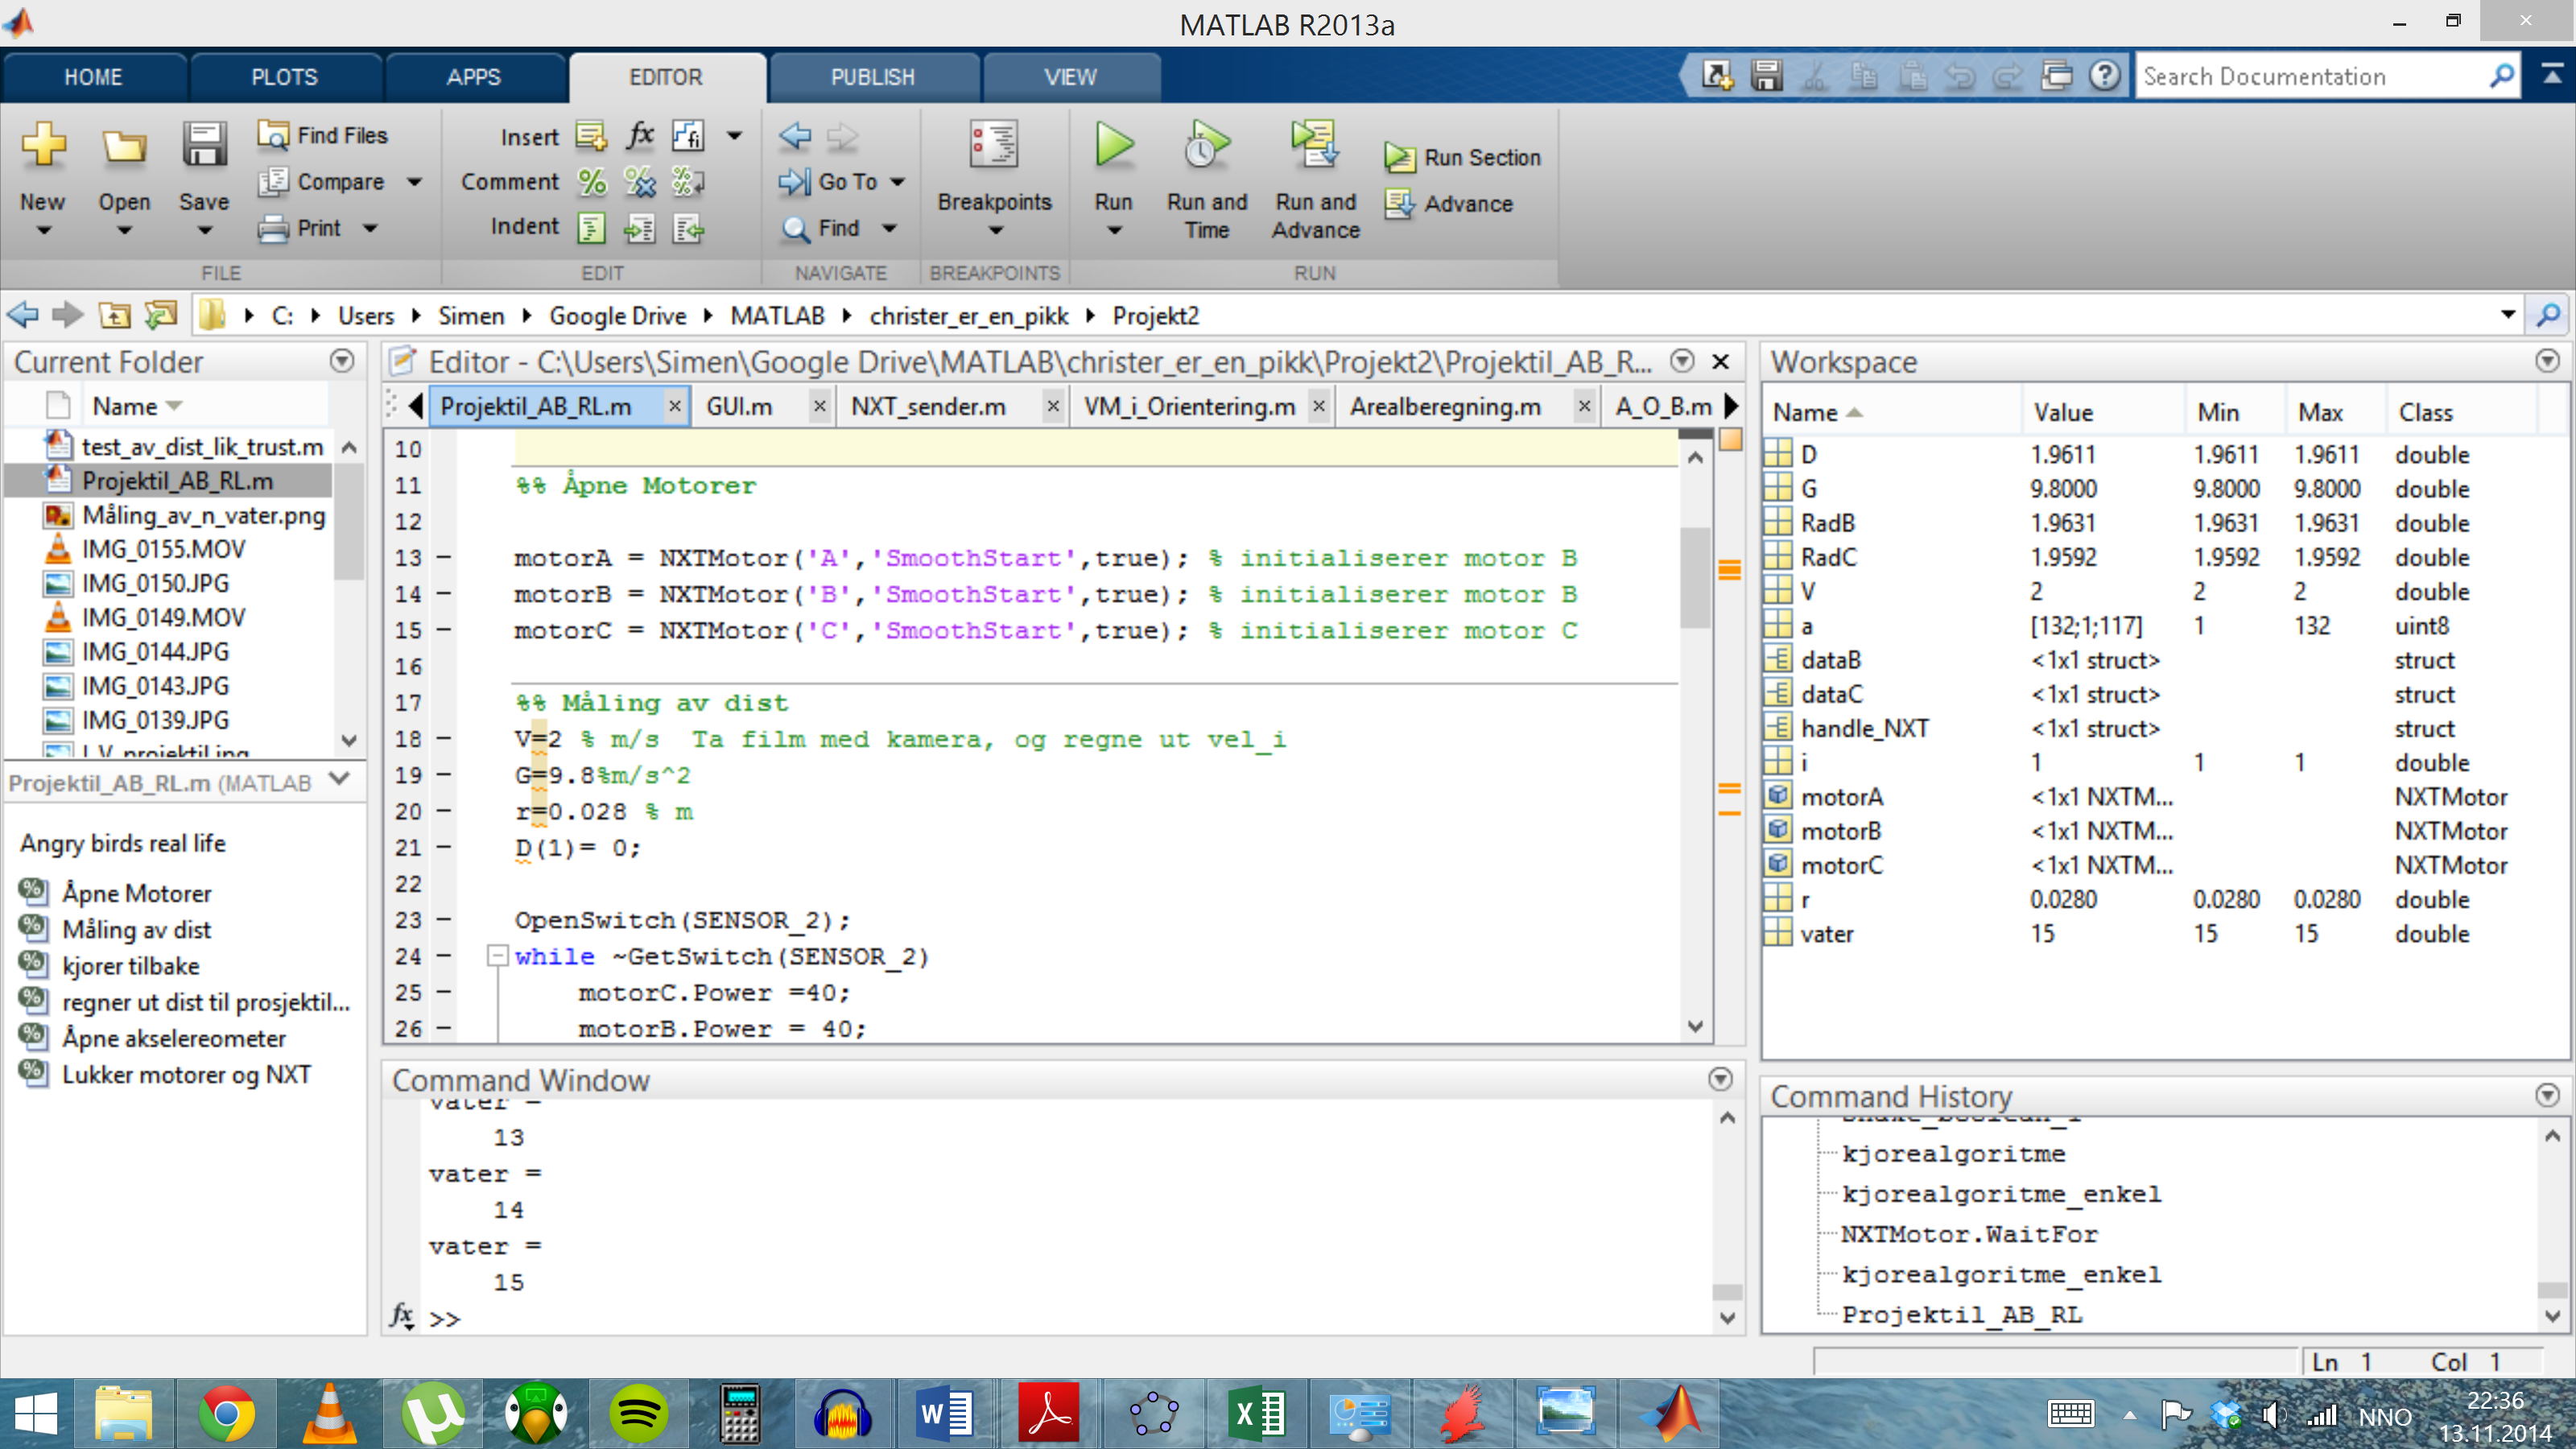 MATLAB R2013a
HOME PLOTS APPS EDITOR PUBLISH VIEW
Search Documentation
New Open Save Find Files Compare Print
FILE
Insert fx fi
Comment
Indent
EDIT
Go To
Find
NAVIGATE
Breakpoints
BREAKPOINTS
Run
Run and Time
Run and Advance
Run Section
Advance
RUN
C: Users Simen Google Drive MATLAB christer_er_en_pikk Projekt2
Current Folder
Name
test_av_dist_lik_trust.m
Projektil_AB_RL.m
Måling_av_n_vater.png
IMG_0155.MOV
IMG_0150.JPG
IMG_0149.MOV
IMG_0144.JPG
IMG_0143.JPG
IMG_0139.JPG
Projektil_AB_RL.m (MATLAB
Angry birds real life
Åpne Motorer
Måling av dist
kjorer tilbake
regner ut dist til prosjektil...
Åpne akselereometer
Lukker motorer og NXT
Editor - C:\Users\Simen\Google Drive\MATLAB\christer_er_en_pikk\Projekt2\Projektil_AB_R...
Projektil_AB_RL.m GUI.m NXT_sender.m VM_i_Orientering.m Arealberegning.m A_O_B.m
10
11 %% Åpne Motorer
12
13 – motorA = NXTMotor('A','SmoothStart',true); % initialiserer motor B
14 – motorB = NXTMotor('B','SmoothStart',true); % initialiserer motor B
15 – motorC = NXTMotor('C','SmoothStart',true); % initialiserer motor C
16
17 %% Måling av dist
18 – V=2 % m/s  Ta film med kamera, og regne ut vel_i
19 – G=9.8%m/s^2
20 – r=0.028 % m
21 – D(1)= 0;
22
23 – OpenSwitch(SENSOR_2);
24 – while ~GetSwitch(SENSOR_2)
25 – motorC.Power =40;
26 – motorB.Power = 40;
Command Window
vater =
13
vater =
14
vater =
15
fx >>
Workspace
Name Value Min Max Class
D 1.9611 1.9611 1.9611 double
G 9.8000 9.8000 9.8000 double
RadB 1.9631 1.9631 1.9631 double
RadC 1.9592 1.9592 1.9592 double
V 2 2 2 double
a [132;1;117] 1 132 uint8
dataB <1x1 struct> struct
dataC <1x1 struct> struct
handle_NXT <1x1 struct> struct
i 1 1 1 double
motorA <1x1 NXTM... NXTMotor
motorB <1x1 NXTM... NXTMotor
motorC <1x1 NXTM... NXTMotor
r 0.0280 0.0280 0.0280 double
vater 15 15 15 double
Command History
kjorealgoritme
kjorealgoritme_enkel
NXTMotor.WaitFor
kjorealgoritme_enkel
Projektil_AB_RL
Ln 1 Col 1
NNO
22:36
13.11.2014